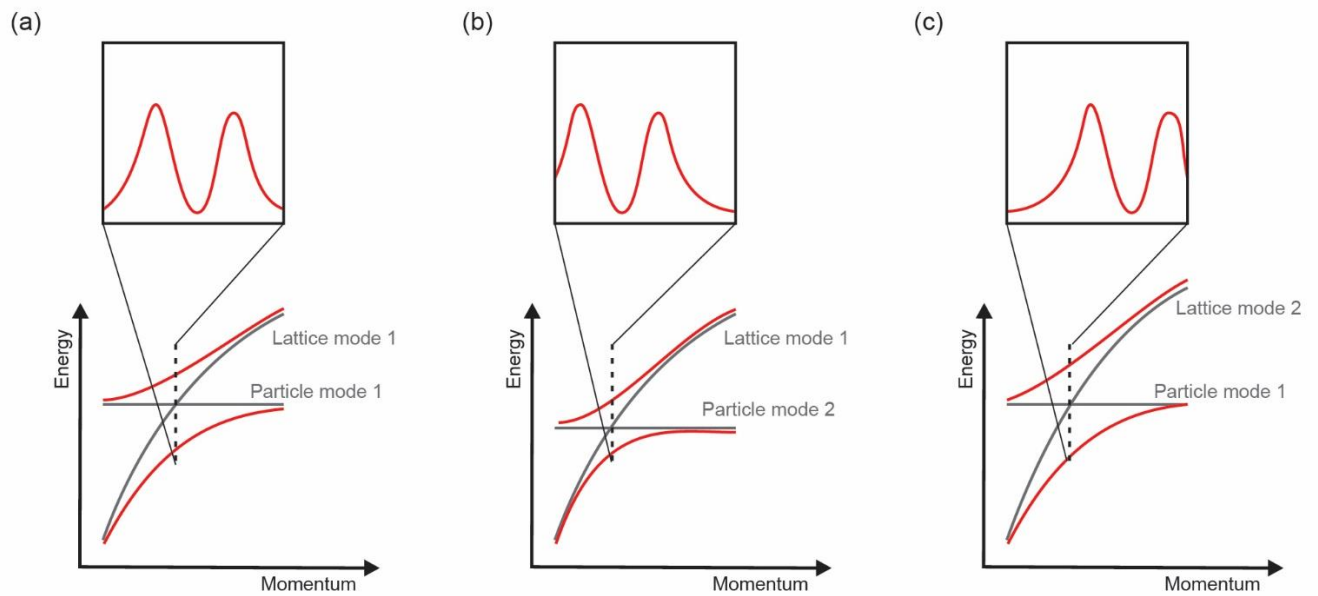 (a)
Energy
Lattice mode 1
Particle mode 1
Momentum
(b)
Energy
Lattice mode 1
Particle mode 2
Momentum
(c)
Energy
Lattice mode 2
Particle mode 1
Momentum